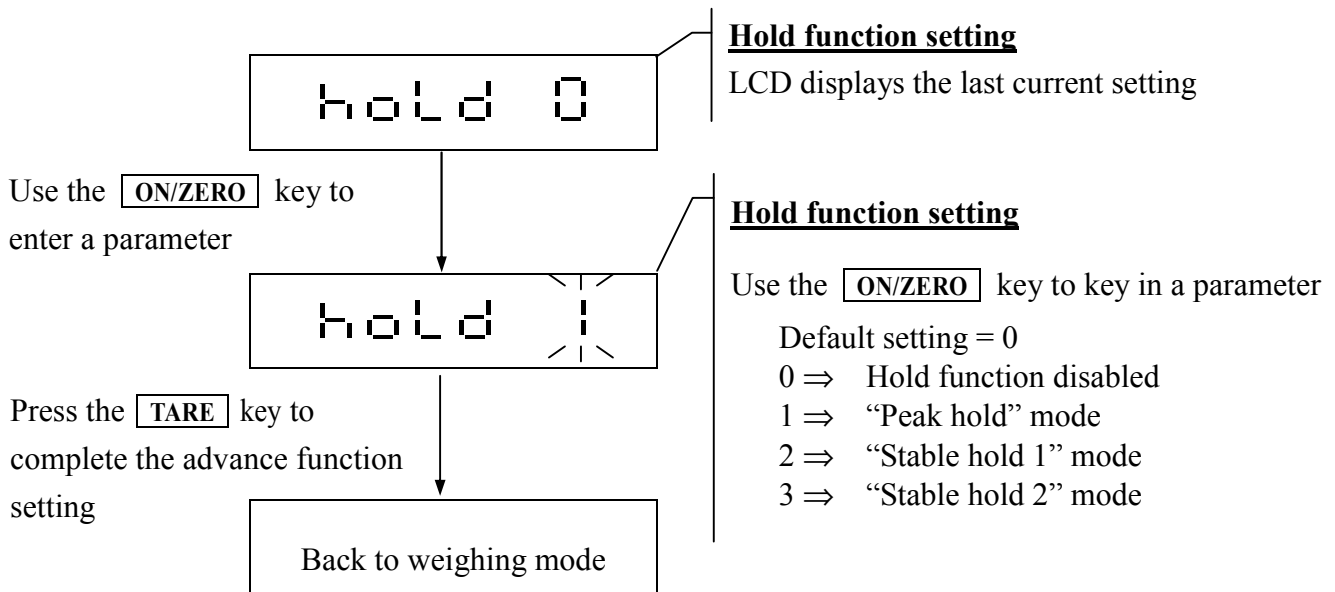 Hold function setting
LCD displays the last current setting
hold 0
Use the ON/ZERO key to
enter a parameter
Hold function setting
Use the ON/ZERO key to key in a parameter
Default setting = 0
0 ⇒ Hold function disabled
1 ⇒ “Peak hold” mode
2 ⇒ “Stable hold 1” mode
3 ⇒ “Stable hold 2” mode
hoLd 1
Press the TARE key to
complete the advance function
setting
Back to weighing mode